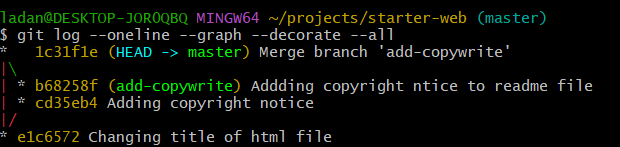 ladan@DESKTOP-JOROQBQ MINGW64 ~/projects/starter-web (master)
$ git log --oneline --graph --decorate --all
*   1c31f1e (HEAD -> master) Merge branch 'add-copywrite'
|\
| * b68258f (add-copywrite) Addding copyright ntice to readme file
| * cd35eb4 Adding copyright notice
|/
* e1c6572 Changing title of html file